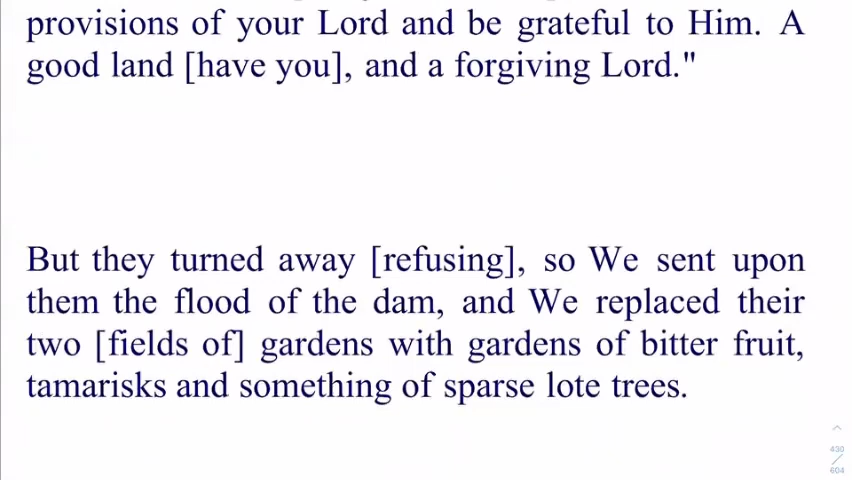 provisions of your Lord and be grateful to Him. A
good land [have you], and a forgiving Lord."
But they turned away [refusing], so We sent upon
them the flood of the dam, and We replaced their
two [fields of] gardens with gardens of bitter fruit,
tamarisks and something of sparse lote trees.
430
/
604